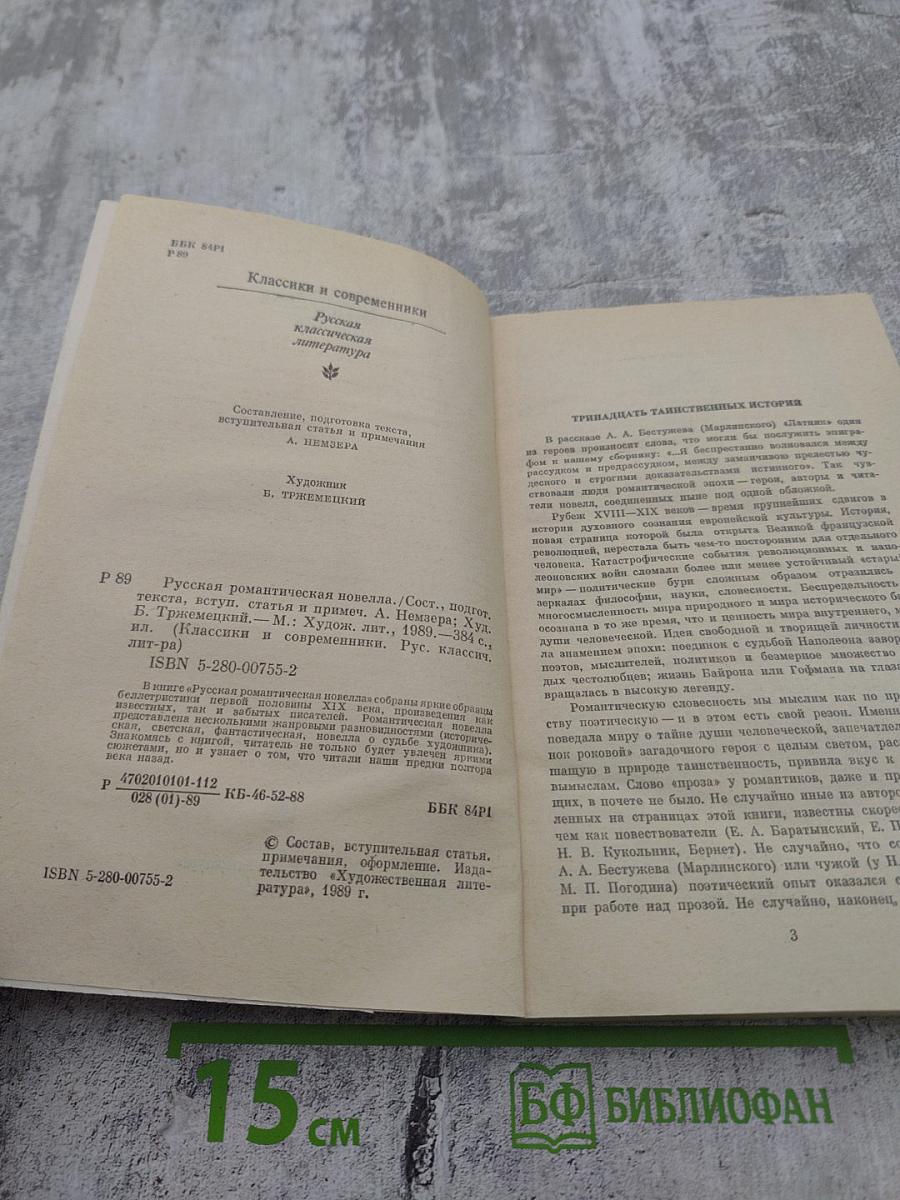 ББК 84Р1
Р 89
Классики и современники
Русская
классическая
литература
Составление, подготовка текста,
вступительная статья и примечания
А. НЕМЗЕРА
Художник
Б. ТРЖЕМЕЦКИЙ
Р 89 Русская романтическая новелла./Сост., подгот.
текста, вступ. статья и примеч. А. Немзера; Худ.
Б. Тржемецкий.— М.: Худож. лит., 1989.—384 с.,
ил. (Классики и современники. Рус. классич.
лит-ра)
ISBN 5-280-00755-2
В книге «Русская романтическая новелла» собраны яркие образцы
беллетристики первой половины XIX века, произведения как
известных, так и забытых писателей. Романтическая новелла
представлена несколькими жанровыми разновидностями (историче-
ская, светская, фантастическая, новелла о судьбе художника).
Знакомясь с книгой, читатель не только будет увлечен яркими
сюжетами, но и узнает о том, что читали наши предки полтора
века назад.
Р 4702010101-112
028 (01)-89 КБ-46-52-88
ББК 84Р1
© Состав, вступительная статья.
примечания, оформление. Изда-
тельство «Художественная лите-
ратура», 1989 г.
ISBN 5-280-00755-2
ТРИНАДЦАТЬ ТАИНСТВЕННЫХ ИСТОРИЙ
В рассказе А. А. Бестужева (Марлинского) «Латник» один
из героев произносит слова, что могли бы послужить эпигра-
фом к нашему сборнику: «...Я беспрестанно волновался между
рассудком и предрассудком, между заманчивою прелестью чу-
десного и строгими доказательствами истинного». Так чув-
ствовали люди романтической эпохи — герои, авторы и чита-
тели новелл, соединенных ныне под одной обложкой.
Рубеж XVIII—XIX веков — время крупнейших сдвигов в
истории духовного сознания европейской культуры. История,
новая страница которой была открыта Великой французской
революцией, перестала быть чем-то посторонним для отдельного
человека. Катастрофические события революционных и напо-
леоновских войн сломали более или менее устойчивый «стары
мир» — политические бури сложным образом отразились
зеркалах философии, науки, словесности. Беспредельность
многосмысленность мира природного и мира исторического б
осознана в то же время, что и ценность мира внутреннего, м
души человеческой. Идея свободной и творящей личности
ла знамением эпохи: поединок с судьбой Наполеона завор
поэтов, мыслителей, политиков и безмерное множество
дых честолюбцев; жизнь Байрона или Гофмана на глаза
вращалась в высокую легенду.
Романтическую словесность мы мыслим как по пр
ству поэтическую — и в этом есть свой резон. Именн
поведала миру о тайне души человеческой, запечатлел
нок роковой» загадочного героя с целым светом, рас
шащую в природе таинственность, привила вкус к
вымыслам. Слово «проза» у романтиков, даже и пр
щих, в почете не было. Не случайно иные из авторо
ленных на страницах этой книги, известны скорее
чем как повествователи (Е. А. Баратынский, Е. П
Н. В. Кукольник, Бернет). Не случайно, что со
А. А. Бестужева (Марлинского) или чужой (у Н.
М. П. Погодина) поэтический опыт оказался с
при работе над прозой. Не случайно, наконец,
3
15 см
БФ БИБЛИОФАН